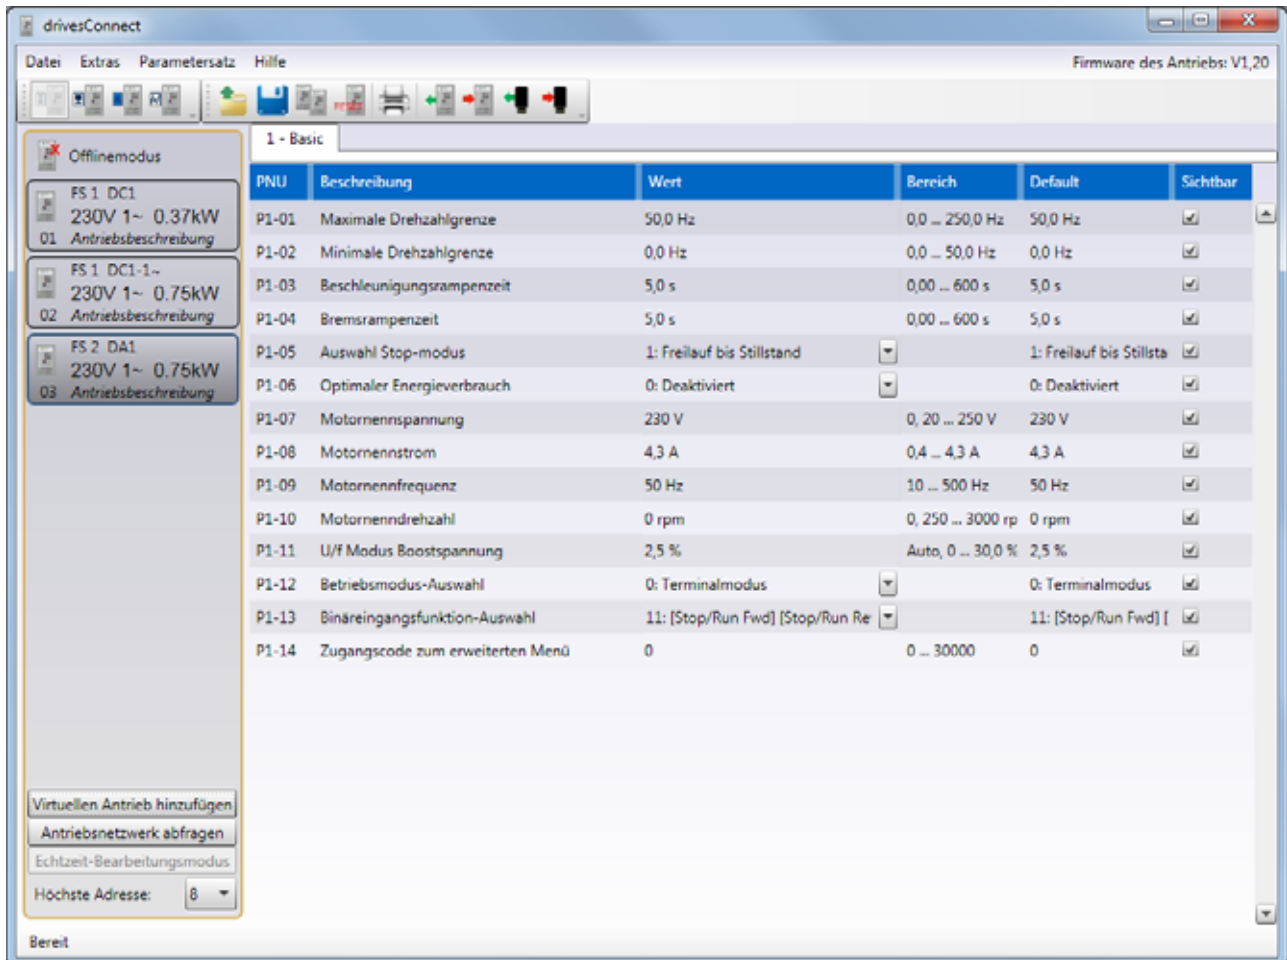 drivesConnect
Datei Extras Parametersatz Hilfe Firmware des Antriebs: V1,20
RESET
Offlinemodus
FS 1 DC1
230V 1~ 0.37kW
01 Antriebsbeschreibung
FS 1 DC1-1~
230V 1~ 0.75kW
02 Antriebsbeschreibung
FS 2 DA1
230V 1~ 0.75kW
03 Antriebsbeschreibung
Virtuellen Antrieb hinzufügen
Antriebsnetzwerk abfragen
Echtzeit-Bearbeitungsmodus
Höchste Adresse: 8
1 - Basic
PNU Beschreibung Wert Bereich Default Sichtbar
P1-01 Maximale Drehzahlgrenze 50,0 Hz 0,0 ... 250,0 Hz 50,0 Hz
P1-02 Minimale Drehzahlgrenze 0,0 Hz 0,0 ... 50,0 Hz 0,0 Hz
P1-03 Beschleunigungsrampenzeit 5,0 s 0,00 ... 600 s 5,0 s
P1-04 Bremsrampenzeit 5,0 s 0,00 ... 600 s 5,0 s
P1-05 Auswahl Stop-modus 1: Freilauf bis Stillstand 1: Freilauf bis Stillsta
P1-06 Optimaler Energieverbrauch 0: Deaktiviert 0: Deaktiviert
P1-07 Motornennspannung 230 V 0, 20 ... 250 V 230 V
P1-08 Motornennstrom 4,3 A 0,4 ... 4,3 A 4,3 A
P1-09 Motornennfrequenz 50 Hz 10 ... 500 Hz 50 Hz
P1-10 Motornenndrehzahl 0 rpm 0, 250 ... 3000 rp 0 rpm
P1-11 U/f Modus Boostspannung 2,5 % Auto, 0 ... 30,0 % 2,5 %
P1-12 Betriebsmodus-Auswahl 0: Terminalmodus 0: Terminalmodus
P1-13 Binäreingangsfunktion-Auswahl 11: [Stop/Run Fwd] [Stop/Run Re 11: [Stop/Run Fwd] [
P1-14 Zugangscode zum erweiterten Menü 0 0 ... 30000 0
Bereit